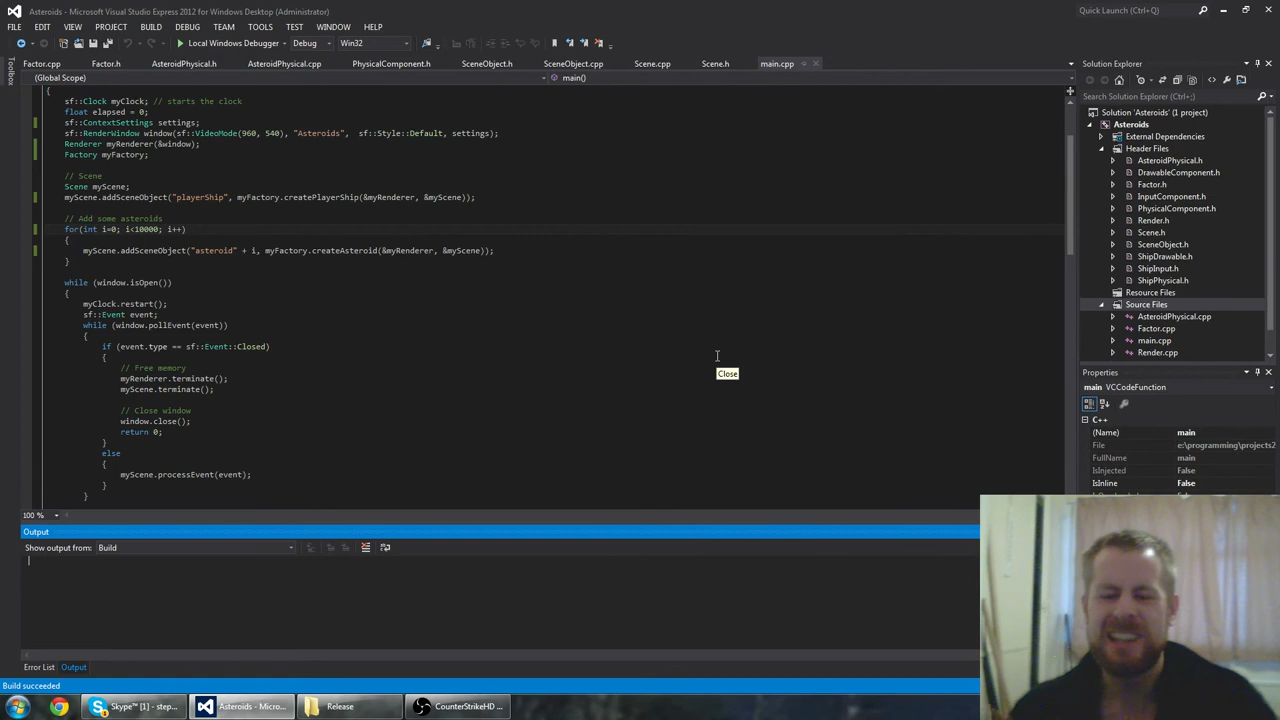 Asteroids - Microsoft Visual Studio Express 2012 for Windows Desktop (Administrator)
Quick Launch (Ctrl+Q)
FILE EDIT VIEW PROJECT BUILD DEBUG TEAM TOOLS TEST WINDOW HELP
Local Windows Debugger Debug Win32
Toolbox
Factor.cpp Factor.h AsteroidPhysical.h AsteroidPhysical.cpp PhysicalComponent.h SceneObject.h SceneObject.cpp Scene.cpp Scene.h main.cpp
(Global Scope) main()
{
sf::Clock myClock; // starts the clock
float elapsed = 0;
sf::ContextSettings settings;
sf::RenderWindow window(sf::VideoMode(960, 540), "Asteroids", sf::Style::Default, settings);
Renderer myRenderer(&window);
Factory myFactory;
// Scene
Scene myScene;
myScene.addSceneObject("playerShip", myFactory.createPlayerShip(&myRenderer, &myScene));
// Add some asteroids
for(int i=0; i<10000; i++)
{
myScene.addSceneObject("asteroid" + i, myFactory.createAsteroid(&myRenderer, &myScene));
}
while (window.isOpen())
{
myClock.restart();
sf::Event event;
while (window.pollEvent(event))
{
if (event.type == sf::Event::Closed)
{
// Free memory
myRenderer.terminate();
myScene.terminate();
// Close window
window.close();
return 0;
}
else
{
myScene.processEvent(event);
}
}
Close
100 %
Output
Show output from: Build
Error List Output
Build succeeded
Solution Explorer
Search Solution Explorer (Ctrl+;)
Solution 'Asteroids' (1 project)
Asteroids
External Dependencies
Header Files
AsteroidPhysical.h
DrawableComponent.h
Factor.h
InputComponent.h
PhysicalComponent.h
Render.h
Scene.h
SceneObject.h
ShipDrawable.h
ShipInput.h
ShipPhysical.h
Resource Files
Source Files
AsteroidPhysical.cpp
Factor.cpp
main.cpp
Render.cpp
Properties
main VCCodeFunction
C++
(Name) main
File e:\programming\projects2
FullName main
IsInjected False
IsInline False
Skype™ [1] - step... Asteroids - Micro... Release CounterStrikeHD ...